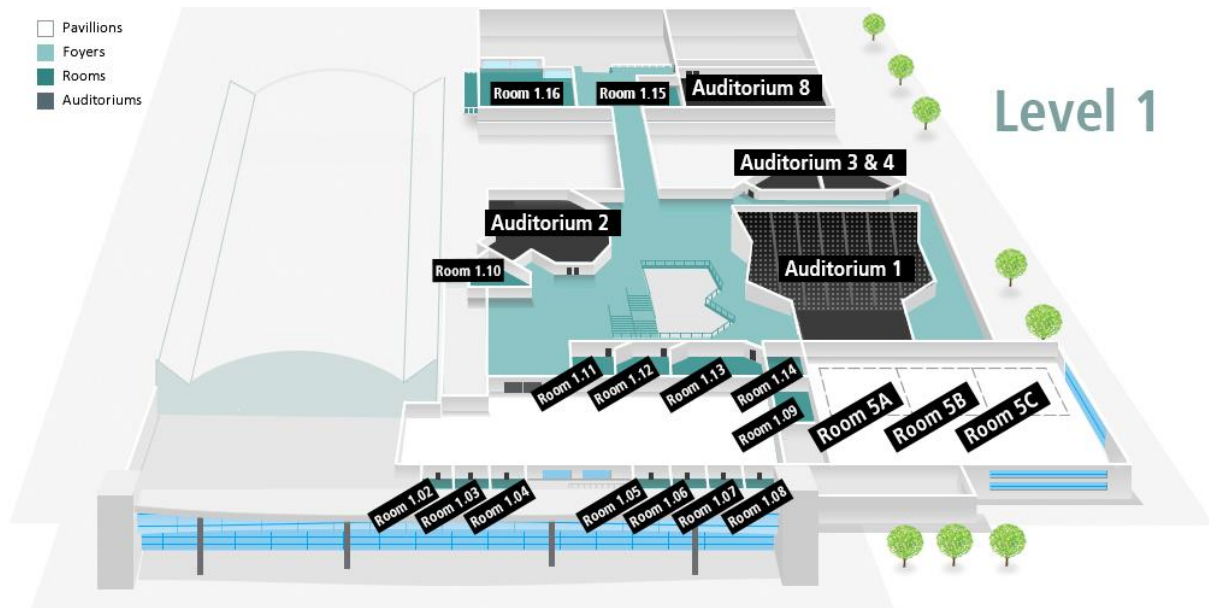 Pavillions
Foyers
Rooms
Auditoriums
Level 1
Room 1.16
Room 1.15
Auditorium 8
Auditorium 3 & 4
Auditorium 2
Auditorium 1
Room 1.10
Room 1.11
Room 1.12
Room 1.13
Room 1.14
Room 1.09
Room 5A
Room 5B
Room 5C
Room 1.02
Room 1.03
Room 1.04
Room 1.05
Room 1.06
Room 1.07
Room 1.08